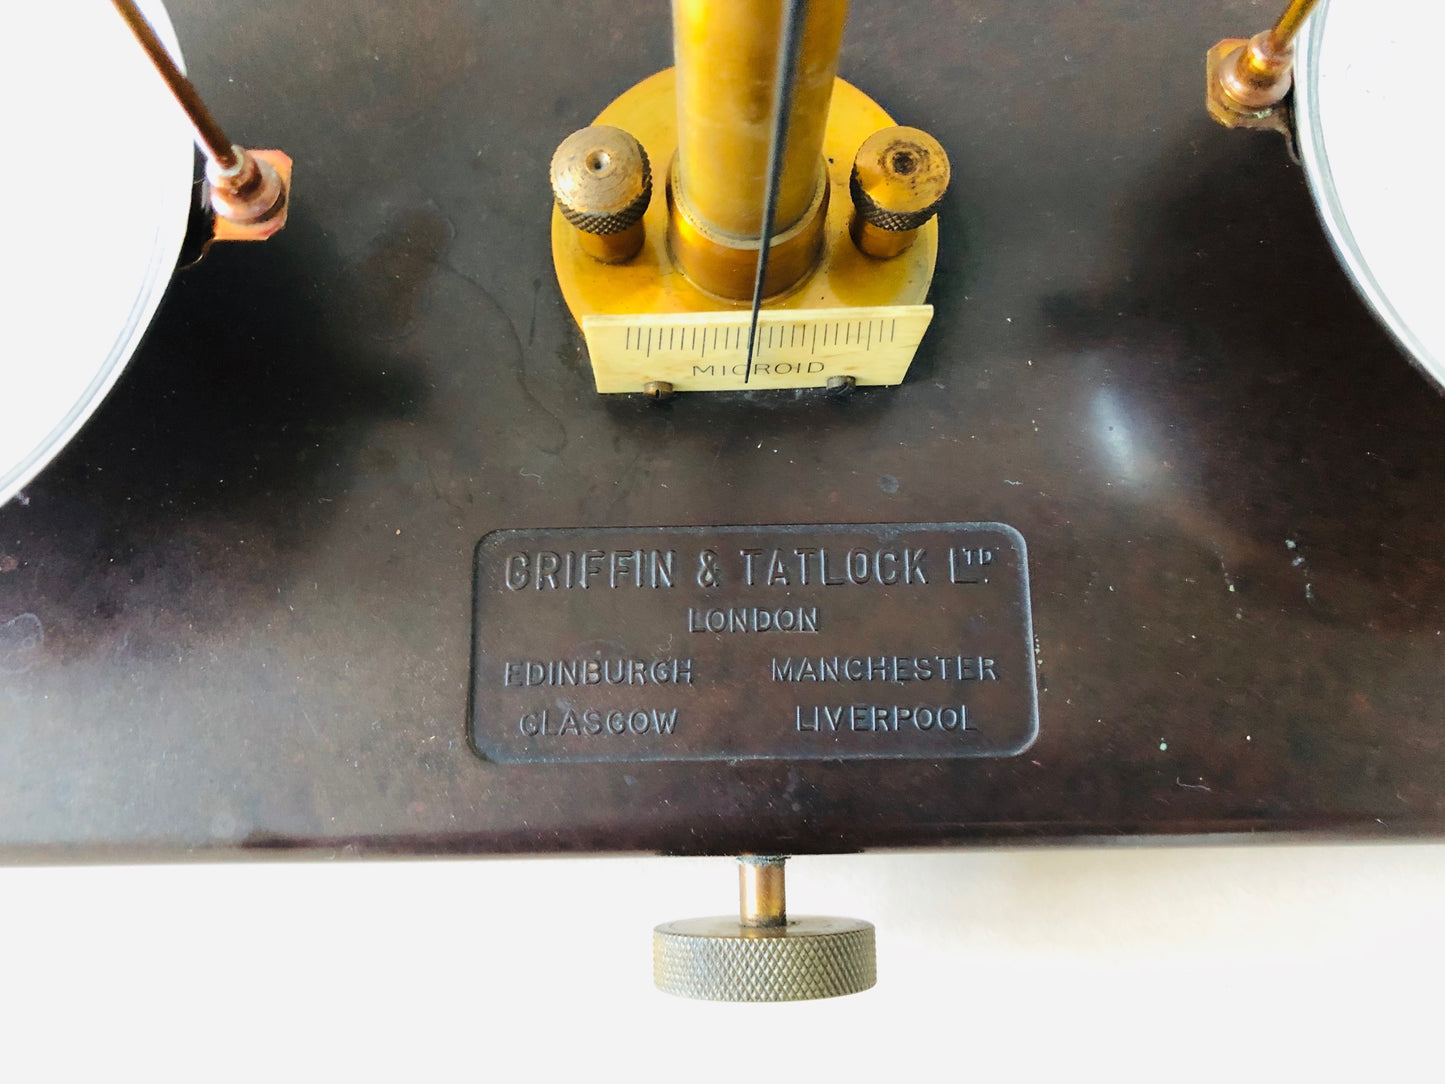 MICROID
GRIFFIN & TATLOCK LTD.
LONDON
EDINBURGH MANCHESTER
GLASGOW LIVERPOOL